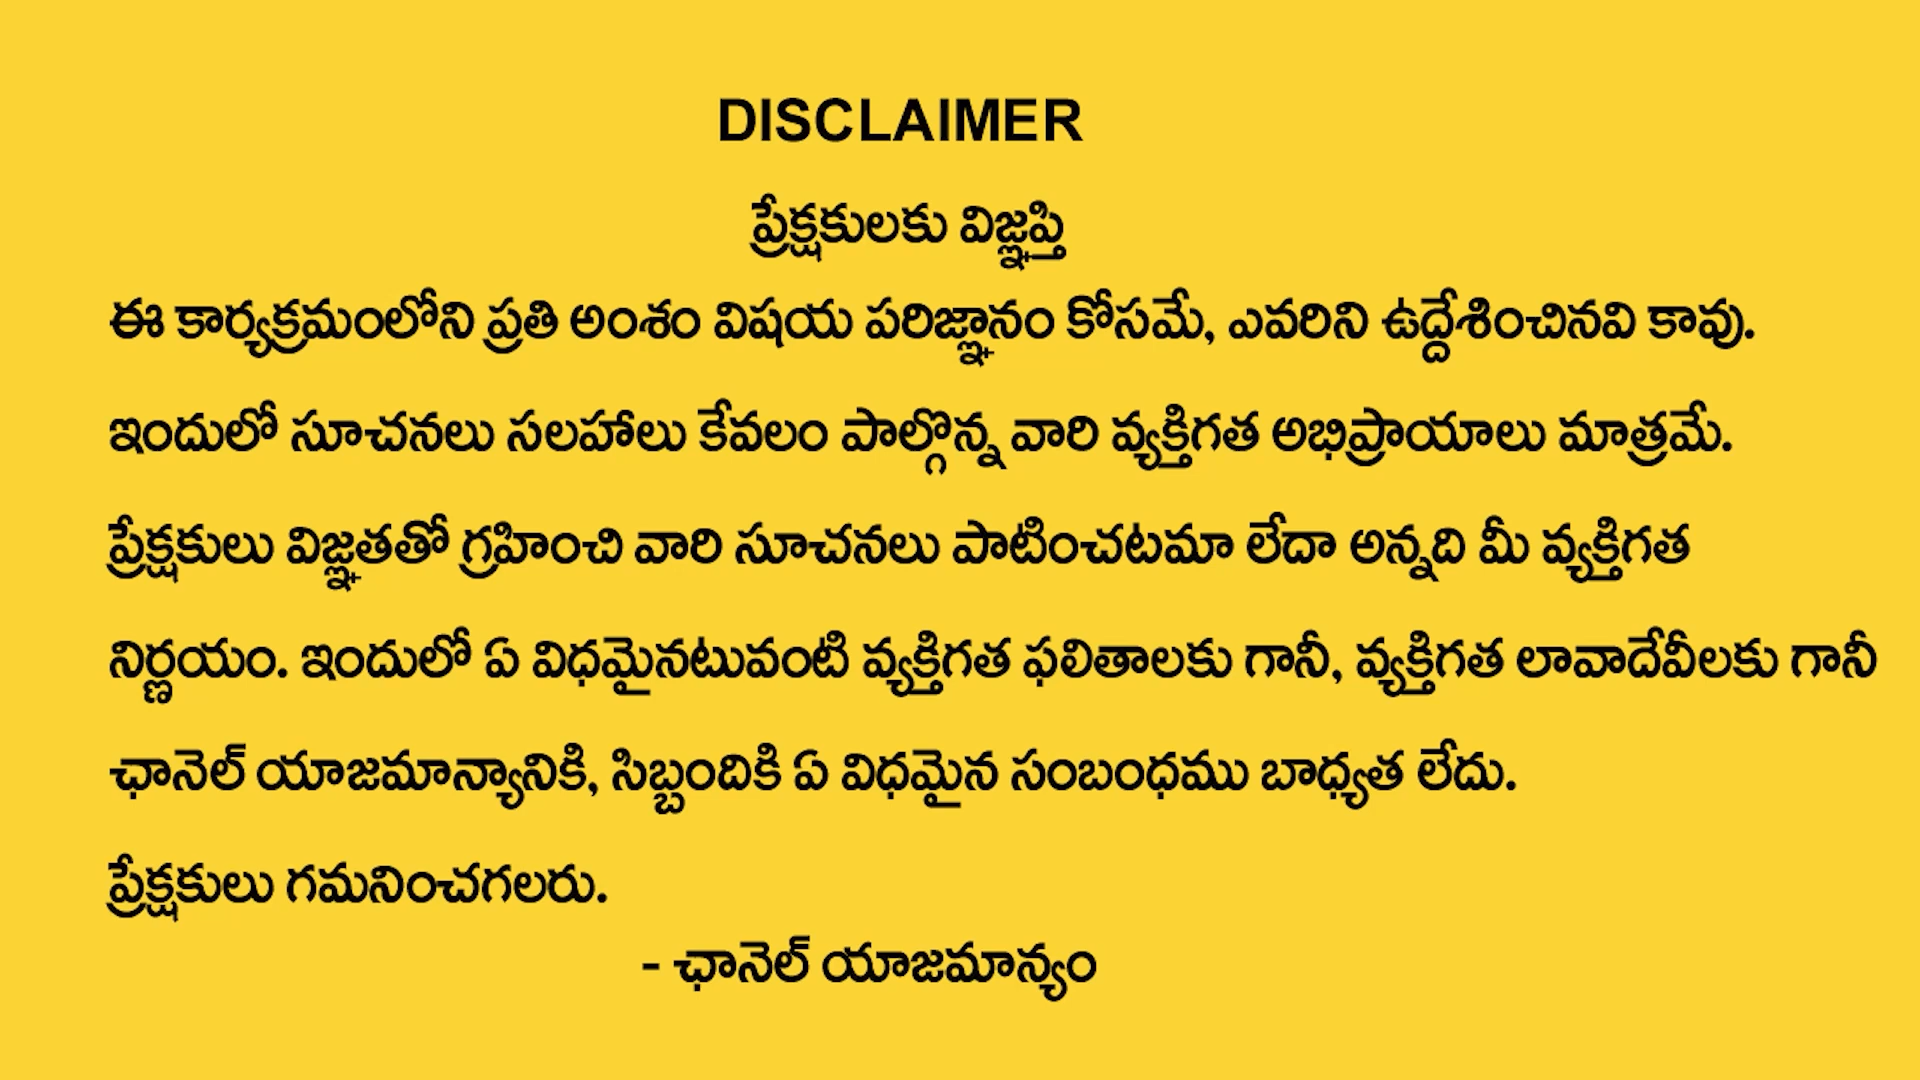 DISCLAIMER
ప్రేక్షకులకు విజ్ఞప్తి
ఈ కార్యక్రమంలోని ప్రతి అంశం విషయ పరిజ్ఞానం కోసమే, ఎవరిని ఉద్దేశించినవి కావు.
ఇందులో సూచనలు సలహాలు కేవలం పాల్గొన్న వారి వ్యక్తిగత అభిప్రాయాలు మాత్రమే.
ప్రేక్షకులు విజ్ఞతతో గ్రహించి వారి సూచనలు పాటించటమా లేదా అన్నది మీ వ్యక్తిగత
నిర్ణయం. ఇందులో ఏ విధమైనటువంటి వ్యక్తిగత ఫలితాలకు గానీ, వ్యక్తిగత లావాదేవీలకు గానీ
ఛానెల్ యాజమాన్యానికి, సిబ్బందికి ఏ విధమైన సంబంధము బాధ్యత లేదు.
ప్రేక్షకులు గమనించగలరు.
- ఛానెల్ యాజమాన్యం